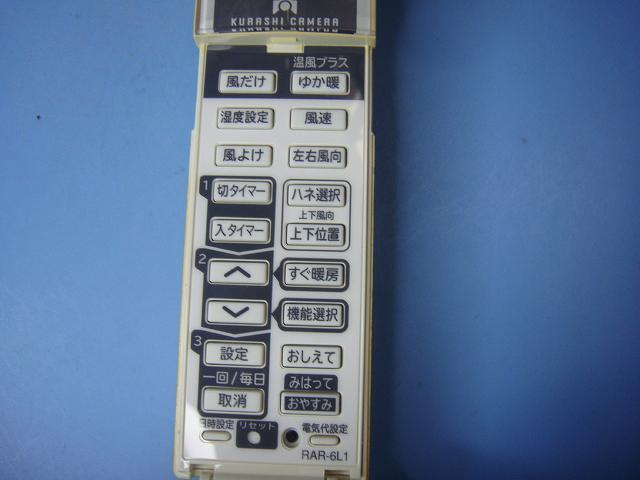 KURASHI CAMERA
温風プラス
風だけ ゆか暖
湿度設定 風速
風よけ 左右風向
1 切タイマー ハネ選択
上下風向
入タイマー 上下位置
2 すぐ暖房
機能選択
3 設定 おしえて
一回/毎日 みはって
取消 おやすみ
日時設定 リセット 電気代設定
RAR-6L1